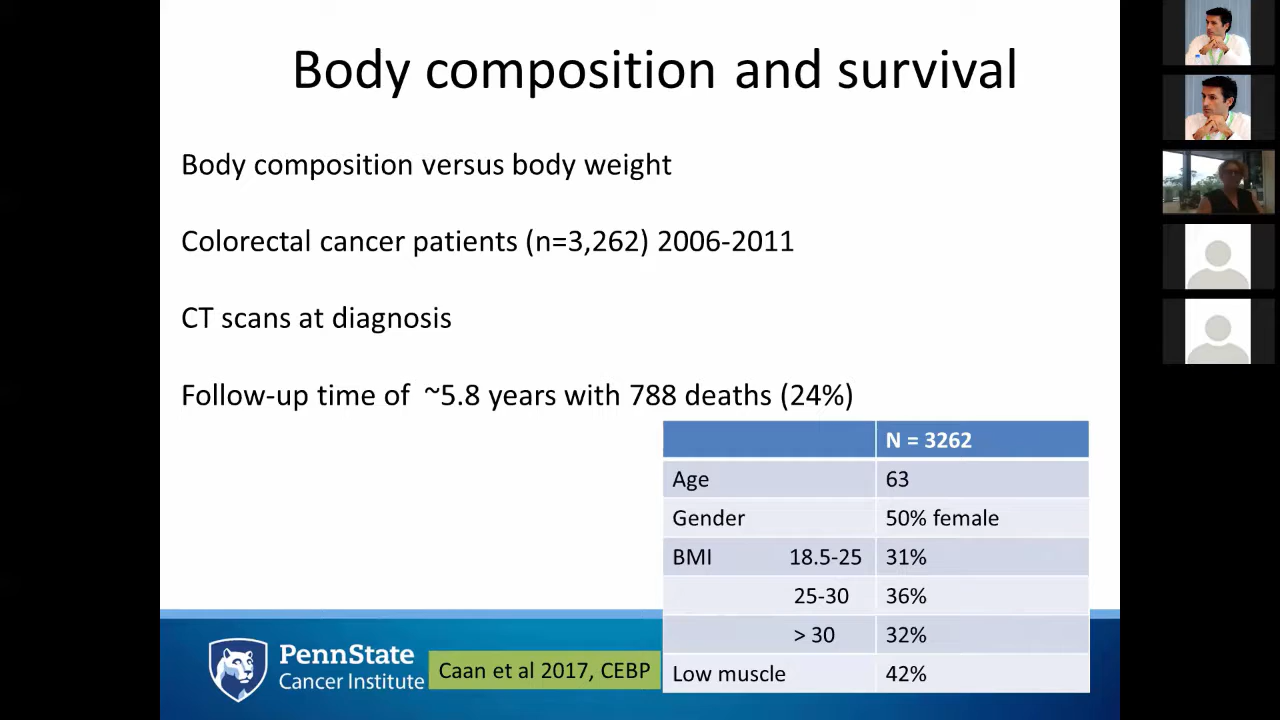 Body composition and survival
Body composition versus body weight
Colorectal cancer patients (n=3,262) 2006-2011
CT scans at diagnosis
Follow-up time of ~5.8 years with 788 deaths (24%)
N = 3262
Age 63
Gender 50% female
BMI 18.5-25 31%
25-30 36%
> 30 32%
Low muscle 42%
PennState
Cancer Institute
Caan et al 2017, CEBP